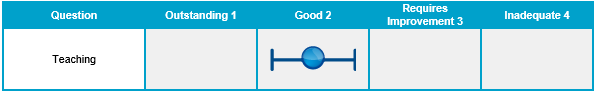 Question Outstanding 1 Good 2 Requires Improvement 3 Inadequate 4
Teaching